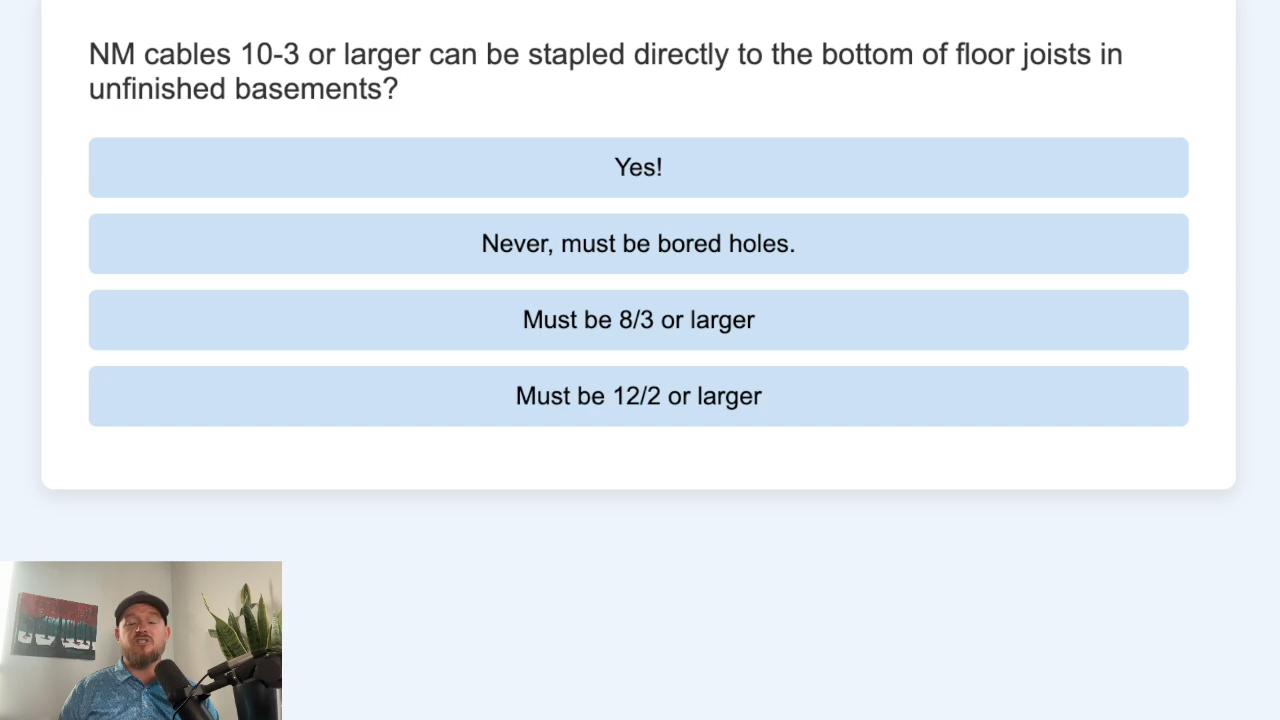 NM cables 10-3 or larger can be stapled directly to the bottom of floor joists in
unfinished basements?
Yes!
Never, must be bored holes.
Must be 8/3 or larger
Must be 12/2 or larger